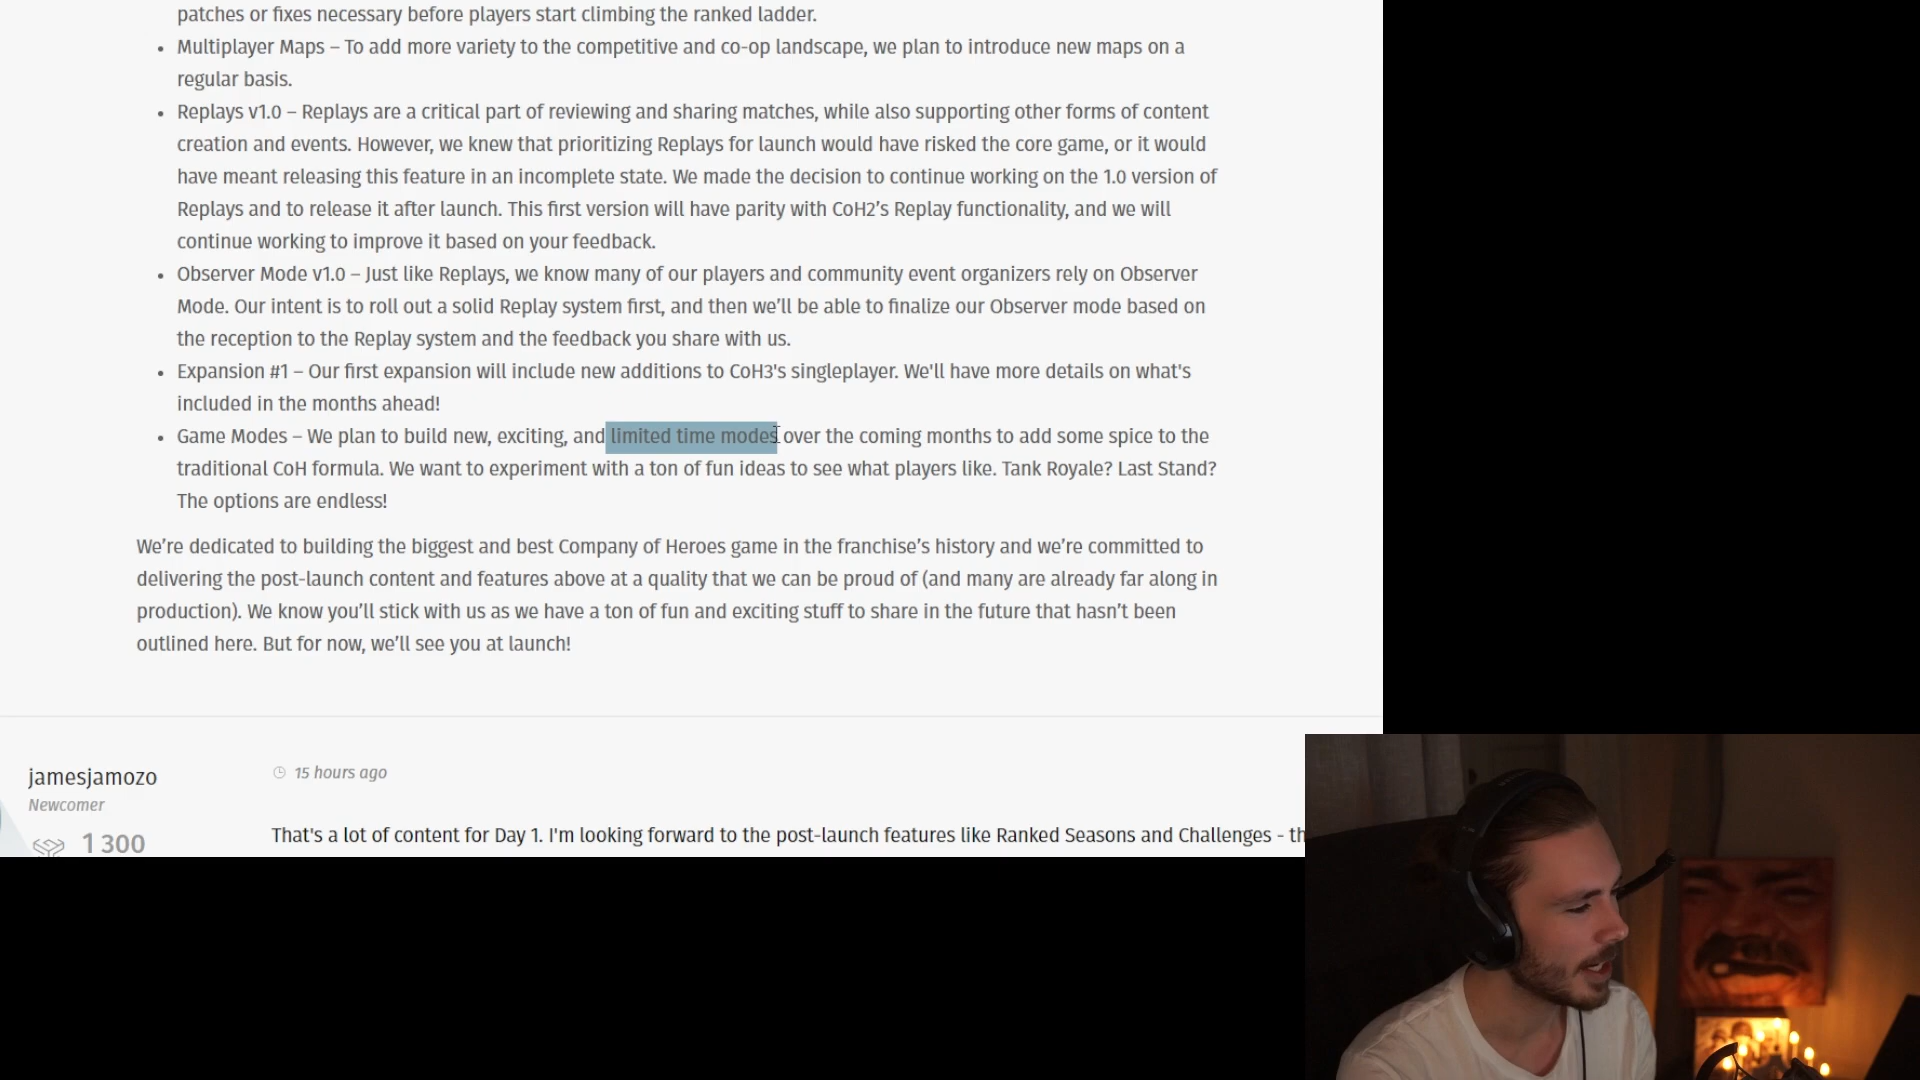 patches or fixes necessary before players start climbing the ranked ladder.
• Multiplayer Maps – To add more variety to the competitive and co-op landscape, we plan to introduce new maps on a
regular basis.
• Replays v1.0 – Replays are a critical part of reviewing and sharing matches, while also supporting other forms of content
creation and events. However, we knew that prioritizing Replays for launch would have risked the core game, or it would
have meant releasing this feature in an incomplete state. We made the decision to continue working on the 1.0 version of
Replays and to release it after launch. This first version will have parity with CoH2’s Replay functionality, and we will
continue working to improve it based on your feedback.
• Observer Mode v1.0 – Just like Replays, we know many of our players and community event organizers rely on Observer
Mode. Our intent is to roll out a solid Replay system first, and then we’ll be able to finalize our Observer mode based on
the reception to the Replay system and the feedback you share with us.
• Expansion #1 – Our first expansion will include new additions to CoH3's singleplayer. We'll have more details on what's
included in the months ahead!
• Game Modes – We plan to build new, exciting, and limited time modes over the coming months to add some spice to the
traditional CoH formula. We want to experiment with a ton of fun ideas to see what players like. Tank Royale? Last Stand?
The options are endless!
We’re dedicated to building the biggest and best Company of Heroes game in the franchise’s history and we’re committed to
delivering the post-launch content and features above at a quality that we can be proud of (and many are already far along in
production). We know you’ll stick with us as we have a ton of fun and exciting stuff to share in the future that hasn’t been
outlined here. But for now, we’ll see you at launch!
jamesjamozo
Newcomer
1 300
15 hours ago
That's a lot of content for Day 1. I'm looking forward to the post-launch features like Ranked Seasons and Challenges - th